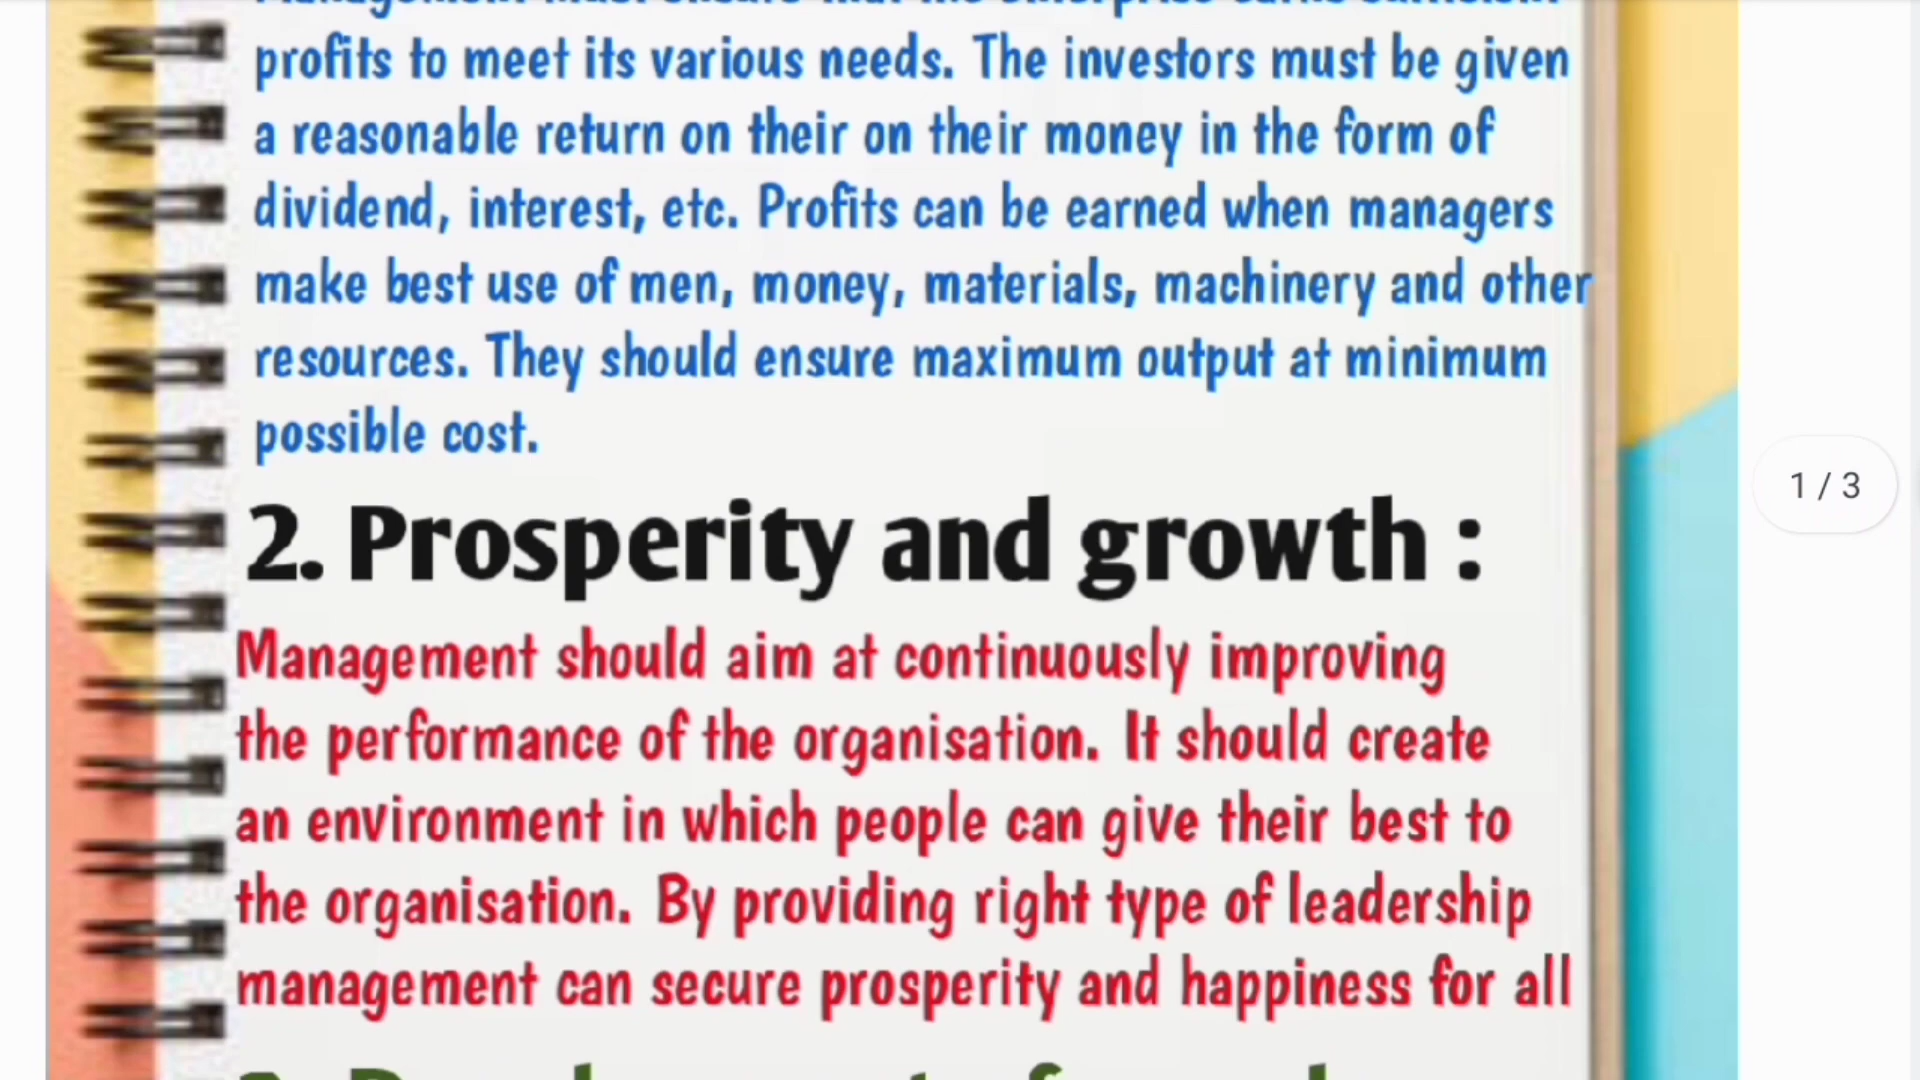 profits to meet its various needs. The investors must be given
a reasonable return on their on their money in the form of
dividend, interest, etc. Profits can be earned when managers
make best use of men, money, materials, machinery and other
resources. They should ensure maximum output at minimum
possible cost.
2. Prosperity and growth :
Management should aim at continuously improving
the performance of the organisation. It should create
an environment in which people can give their best to
the organisation. By providing right type of leadership
management can secure prosperity and happiness for all
1 / 3